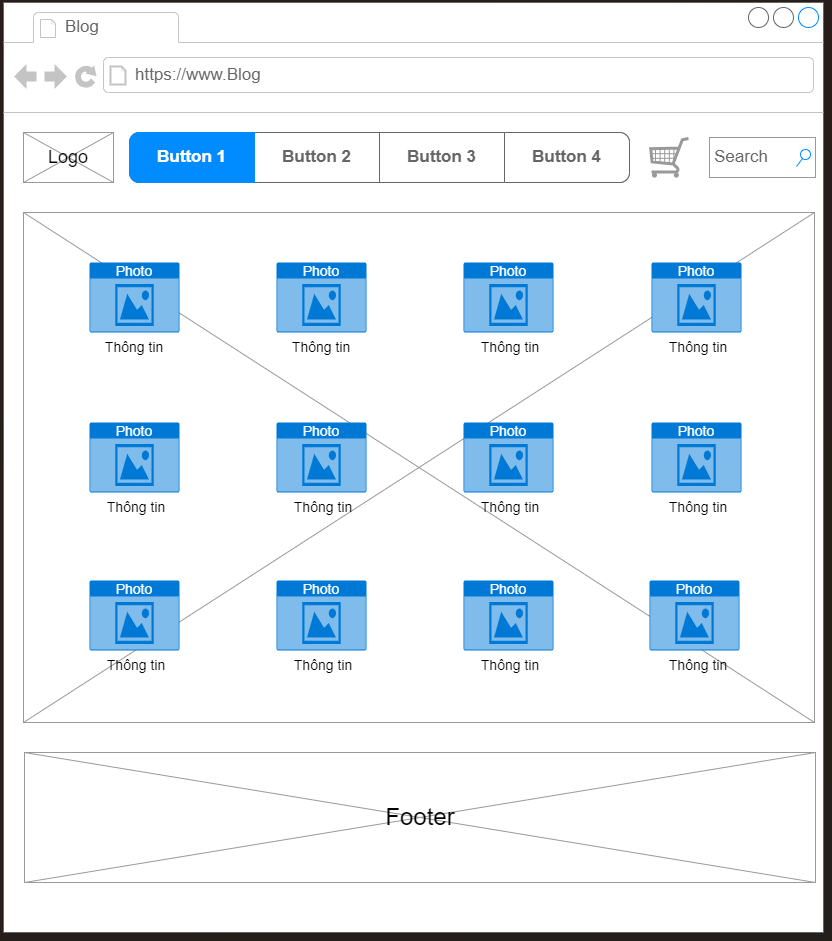 Blog
https://www.Blog
Logo
Button 1
Button 2
Button 3
Button 4
Search
Photo
Photo
Photo
Photo
Thông tin
Thông tin
Thông tin
Thông tin
Photo
Photo
Photo
Photo
Thông tin
Thông tin
Thông tin
Thông tin
Photo
Photo
Photo
Photo
Thông tin
Thông tin
Thông tin
Thông tin
Footer